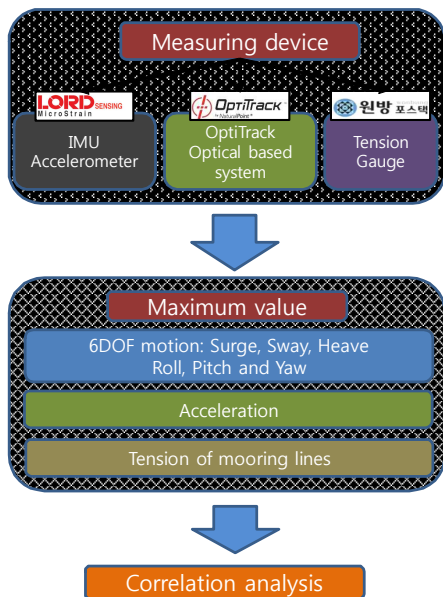 Measuring device
LORD SENSING
MicroStrain
OptiTrack
by NaturalPoint
원방 포스텍
IMU
Accelerometer
OptiTrack
Optical based
system
Tension
Gauge
Maximum value
6DOF motion: Surge, Sway, Heave
Roll, Pitch and Yaw
Acceleration
Tension of mooring lines
Correlation analysis